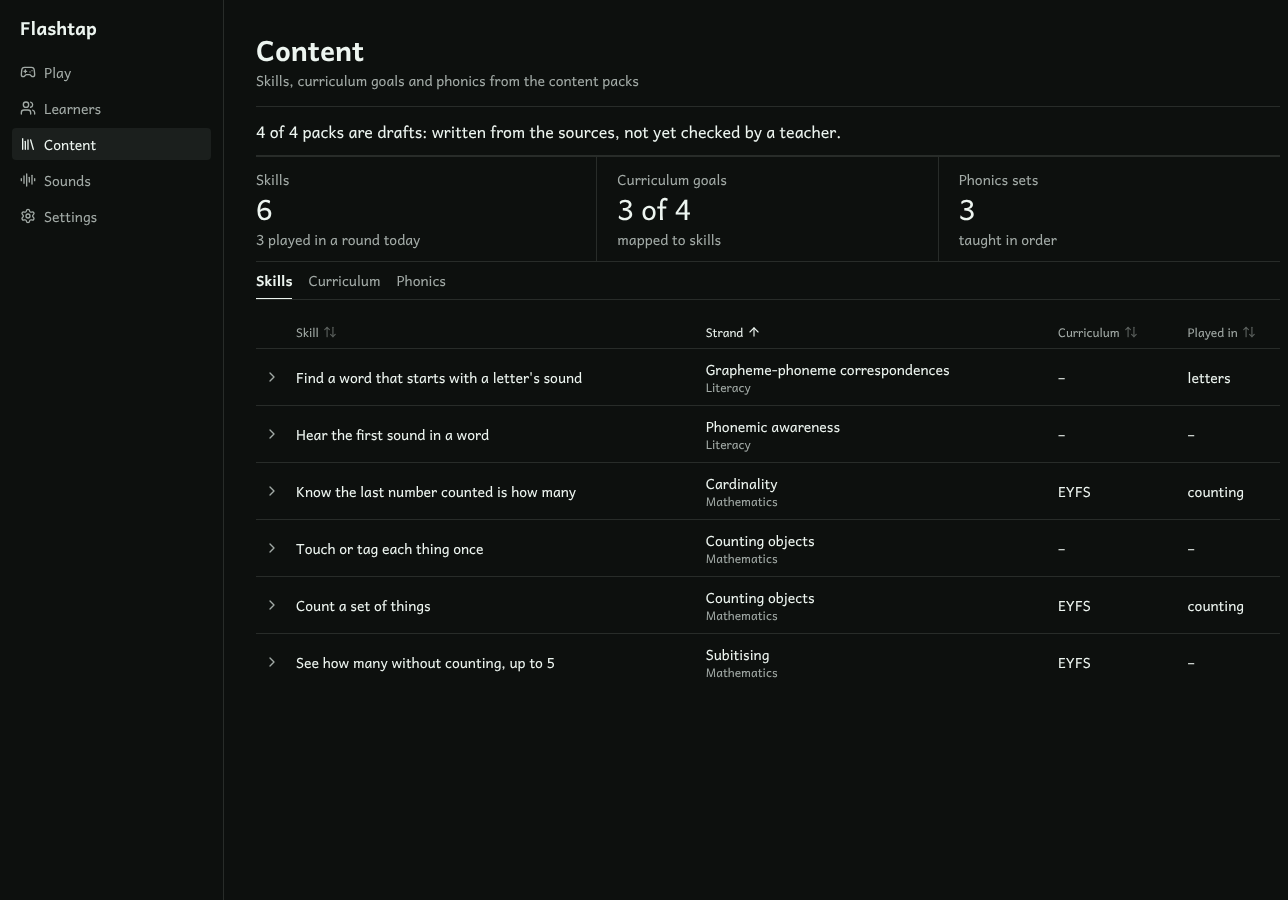 Flashtap
Play
Learners
Content
Sounds
Settings
Content
Skills, curriculum goals and phonics from the content packs
4 of 4 packs are drafts: written from the sources, not yet checked by a teacher.
Skills
6
3 played in a round today
Curriculum goals
3 of 4
mapped to skills
Phonics sets
3
taught in order
Skills Curriculum Phonics
Skill Strand Curriculum Played in
Find a word that starts with a letter's sound Grapheme-phoneme correspondences – letters
Literacy
Hear the first sound in a word Phonemic awareness – –
Literacy
Know the last number counted is how many Cardinality EYFS counting
Mathematics
Touch or tag each thing once Counting objects – –
Mathematics
Count a set of things Counting objects EYFS counting
Mathematics
See how many without counting, up to 5 Subitising EYFS –
Mathematics